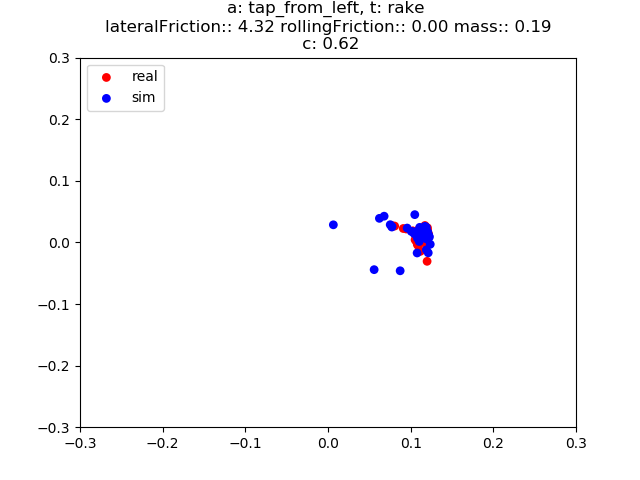 a: tap_from_left, t: rake
lateralFriction:: 4.32 rollingFriction:: 0.00 mass:: 0.19
c: 0.62
real
sim
0.3
0.2
0.1
0.0
−0.1
−0.2
−0.3
−0.3
−0.2
−0.1
0.0
0.1
0.2
0.3